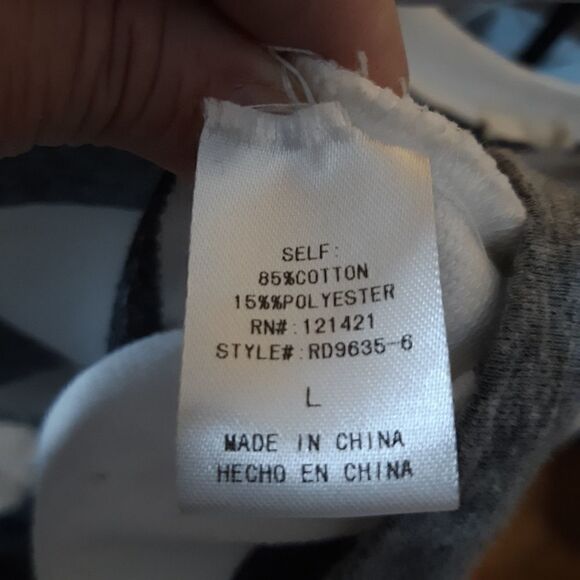 SELF:
85%COTTON
15%%POLYESTER
RN#:121421
STYLE#:RD9635-6
L
MADE IN CHINA
HECHO EN CHINA